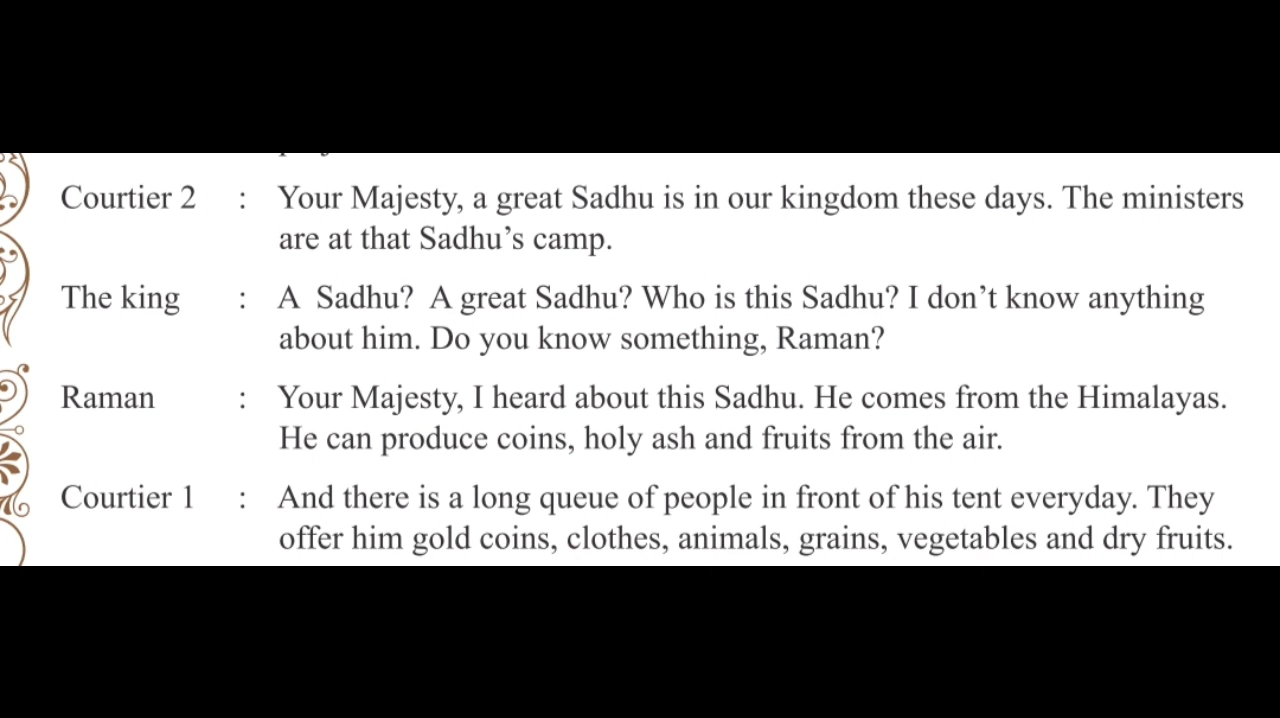 Courtier 2 : Your Majesty, a great Sadhu is in our kingdom these days. The ministers
are at that Sadhu’s camp.
The king : A Sadhu? A great Sadhu? Who is this Sadhu? I don’t know anything
about him. Do you know something, Raman?
Raman : Your Majesty, I heard about this Sadhu. He comes from the Himalayas.
He can produce coins, holy ash and fruits from the air.
Courtier 1 : And there is a long queue of people in front of his tent everyday. They
offer him gold coins, clothes, animals, grains, vegetables and dry fruits.